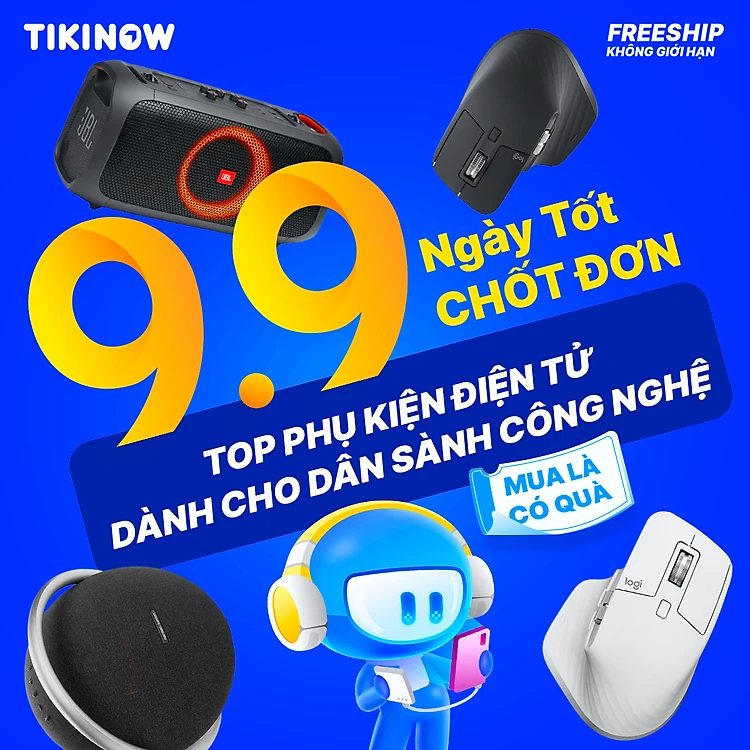 TIKINOW
FREESHIP
KHÔNG GIỚI HẠN
JBL
JBL
logi
9.9
Ngày Tốt
CHỐT ĐƠN
TOP PHỤ KIỆN ĐIỆN TỬ
DÀNH CHO DÂN SÀNH CÔNG NGHỆ
MUA LÀ
CÓ QUÀ
logi